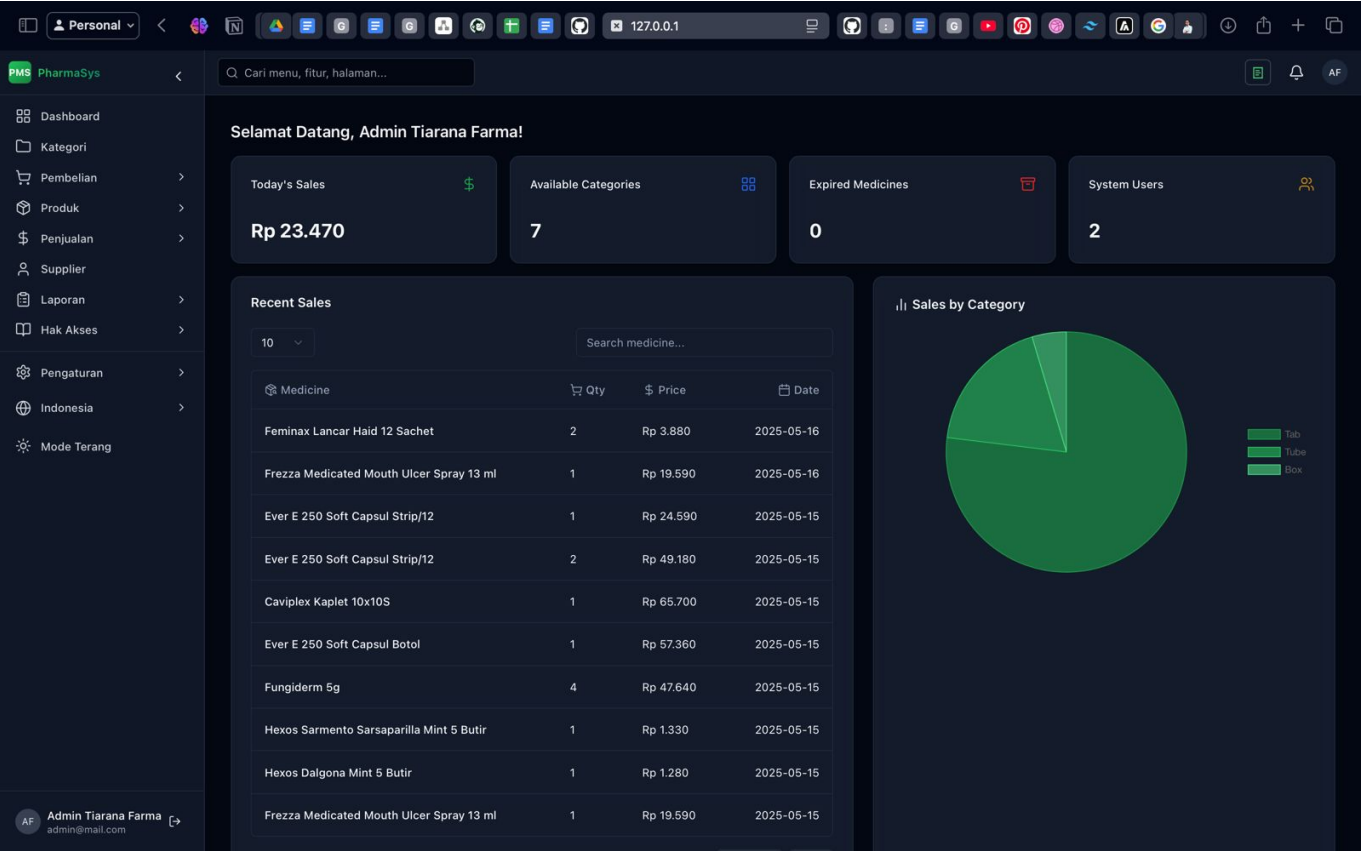 Personal
127.0.0.1
PMS PharmaSys
Cari menu, fitur, halaman...
AF
Dashboard
Kategori
Pembelian
Produk
Penjualan
Supplier
Laporan
Hak Akses
Pengaturan
Indonesia
Mode Terang
AF
Admin Tiarana Farma
admin@mail.com
Selamat Datang, Admin Tiarana Farma!
Today's Sales
Rp 23.470
Available Categories
7
Expired Medicines
0
System Users
2
Recent Sales
10
Search medicine...
Medicine Qty Price Date
Feminax Lancar Haid 12 Sachet 2 Rp 3.880 2025-05-16
Frezza Medicated Mouth Ulcer Spray 13 ml 1 Rp 19.590 2025-05-16
Ever E 250 Soft Capsul Strip/12 1 Rp 24.590 2025-05-15
Ever E 250 Soft Capsul Strip/12 2 Rp 49.180 2025-05-15
Caviplex Kaplet 10x10S 1 Rp 65.700 2025-05-15
Ever E 250 Soft Capsul Botol 1 Rp 57.360 2025-05-15
Fungiderm 5g 4 Rp 47.640 2025-05-15
Hexos Sarmento Sarsaparilla Mint 5 Butir 1 Rp 1.330 2025-05-15
Hexos Dalgona Mint 5 Butir 1 Rp 1.280 2025-05-15
Frezza Medicated Mouth Ulcer Spray 13 ml 1 Rp 19.590 2025-05-15
Sales by Category
Tab
Tube
Box